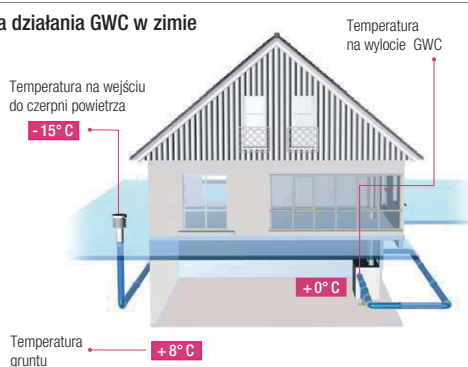 a działania GWC w zimie
Temperatura
na wylocie GWC
Temperatura na wejściu
do czerpni powietrza
- 15° C
+ 0° C
Temperatura
gruntu
+ 8° C